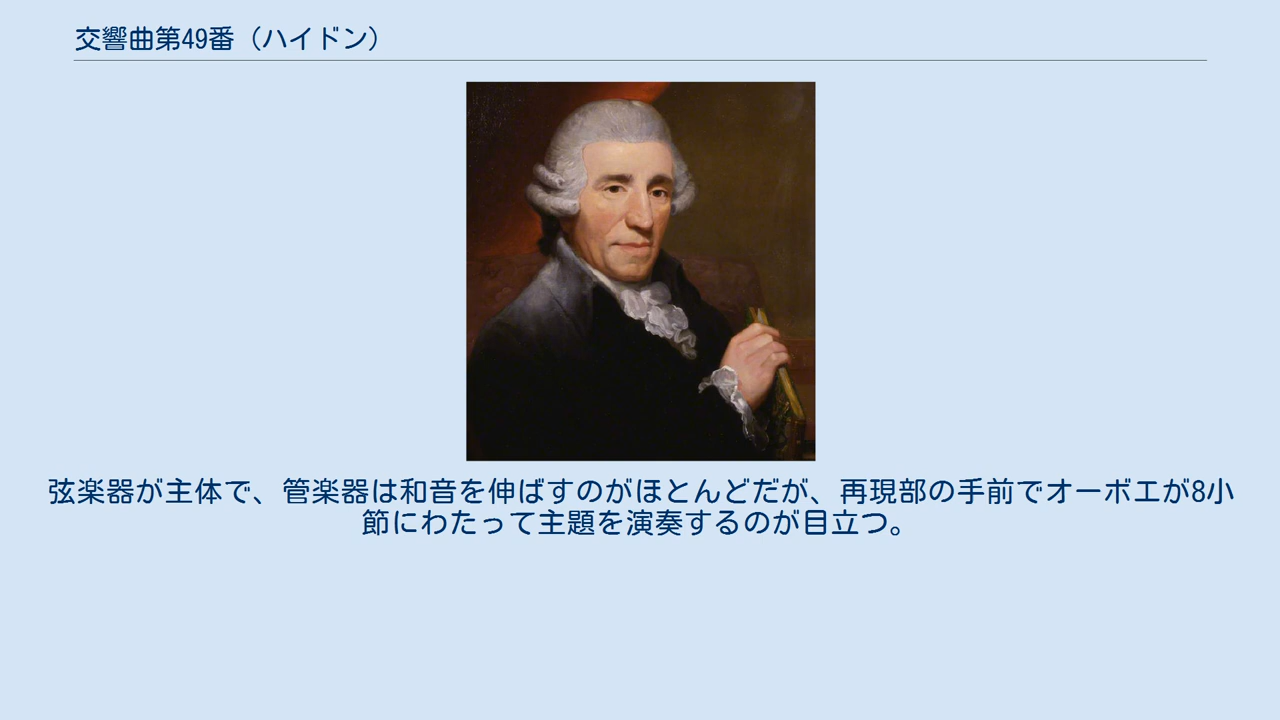 交響曲第49番（ハイドン）
弦楽器が主体で、管楽器は和音を伸ばすのがほとんどだが、再現部の手前でオーボエが8小
節にわたって主題を演奏するのが目立つ。